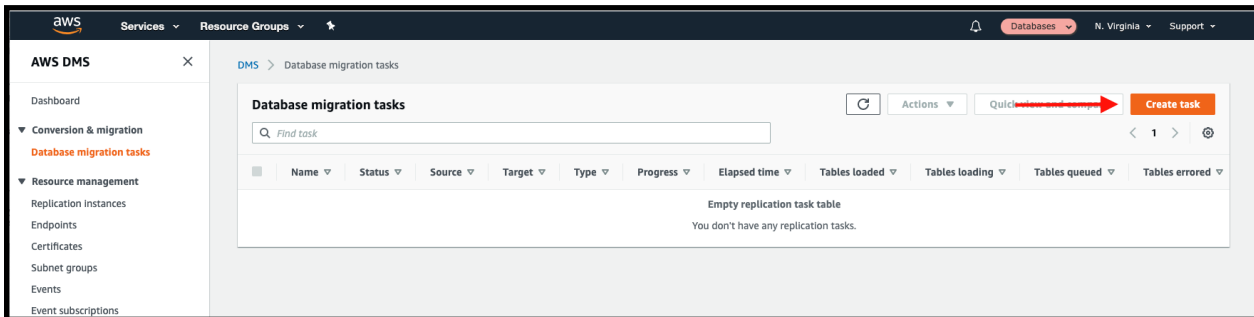 aws
Services
Resource Groups
Databases
N. Virginia
Support
AWS DMS
Dashboard
Conversion & migration
Database migration tasks
Resource management
Replication instances
Endpoints
Certificates
Subnet groups
Events
Event subscriptions
DMS > Database migration tasks
Database migration tasks
Actions
Quick view and
Create task
Find task
< 1 >
Name
Status
Source
Target
Type
Progress
Elapsed time
Tables loaded
Tables loading
Tables queued
Tables errored
Empty replication task table
You don't have any replication tasks.